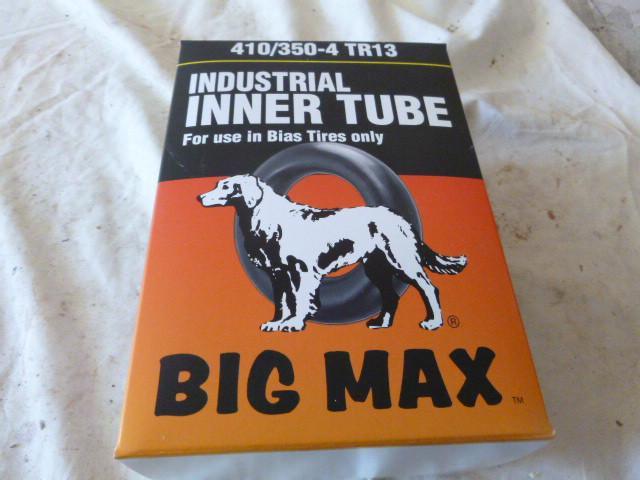 410/350-4 TR13
INDUSTRIAL
INNER TUBE
For use in Bias Tires only
®
BIG MAX ™